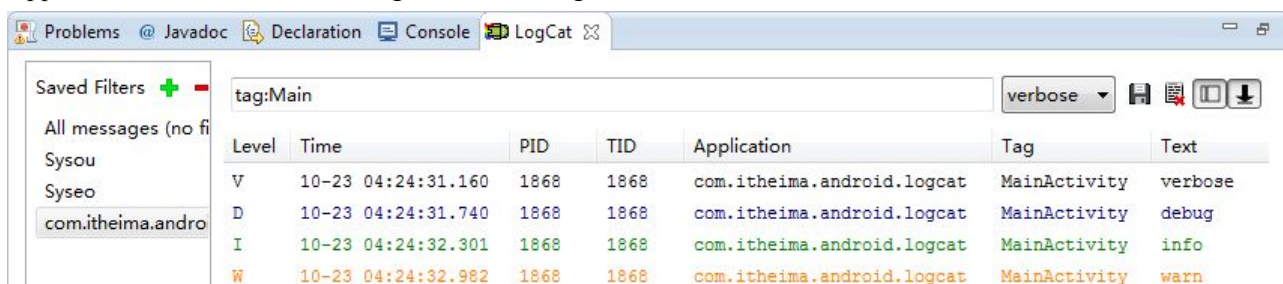 Problems @ Javadoc Declaration Console LogCat
Saved Filters
tag:Main
verbose
All messages (no fi
Sysou
Syseo
com.itheima.andro
Level Time PID TID Application Tag Text
V 10-23 04:24:31.160 1868 1868 com.itheima.android.logcat MainActivity verbose
D 10-23 04:24:31.740 1868 1868 com.itheima.android.logcat MainActivity debug
I 10-23 04:24:32.301 1868 1868 com.itheima.android.logcat MainActivity info
W 10-23 04:24:32.982 1868 1868 com.itheima.android.logcat MainActivity warn